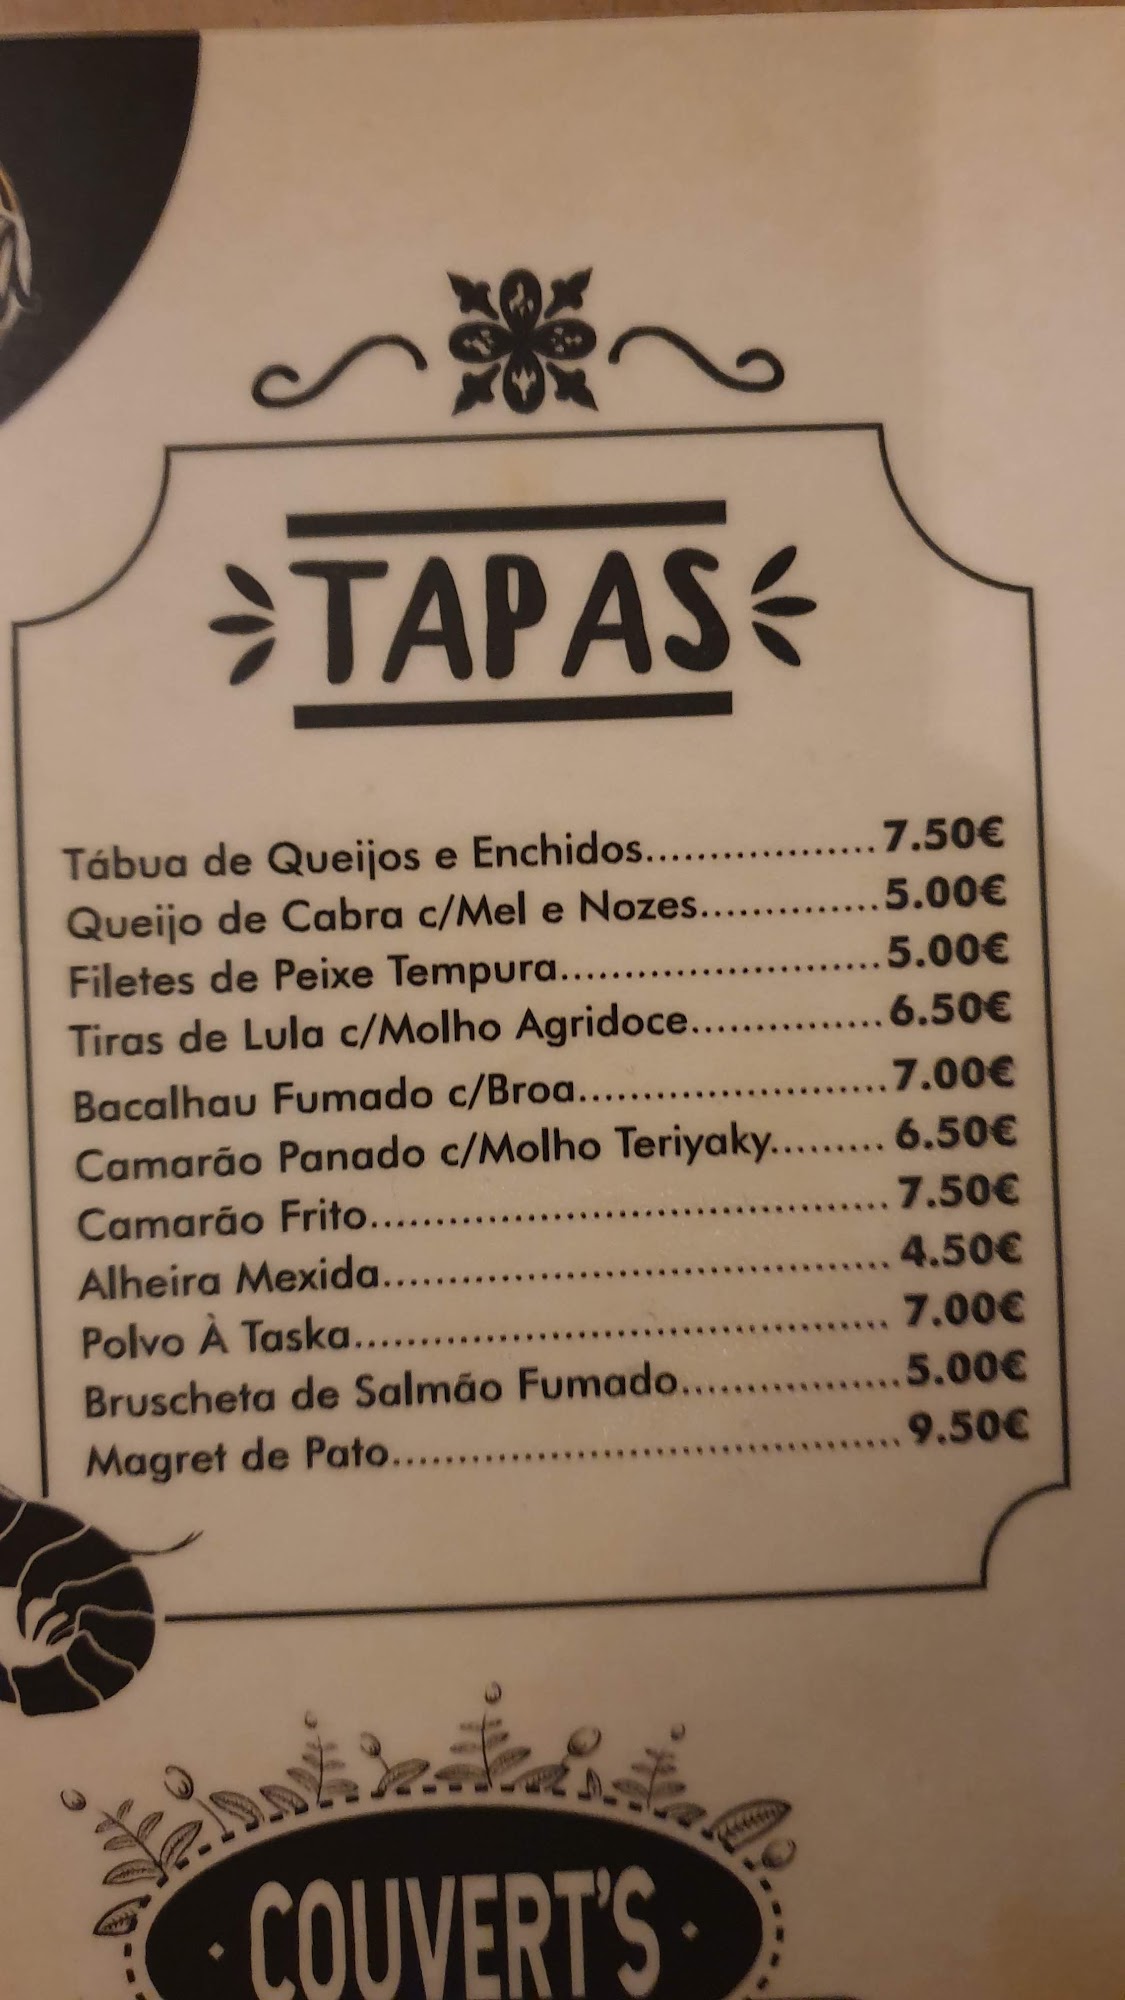 TAPAS
Tábua de Queijos e Enchidos..................7.50€
Queijo de Cabra c/Mel e Nozes..............5.00€
Filetes de Peixe Tempura.........................5.00€
Tiras de Lula c/Molho Agridoce...............6.50€
Bacalhau Fumado c/Broa........................7.00€
Camarão Panado c/Molho Teriyaky......... 6.50€
Camarão Frito......................................... 7.50€
Alheira Mexida........................................ 4.50€
Polvo À Taska.......................................... 7.00€
Bruscheta de Salmão Fumado.................5.00€
Magret de Pato........................................ 9.50€
COUVERT'S